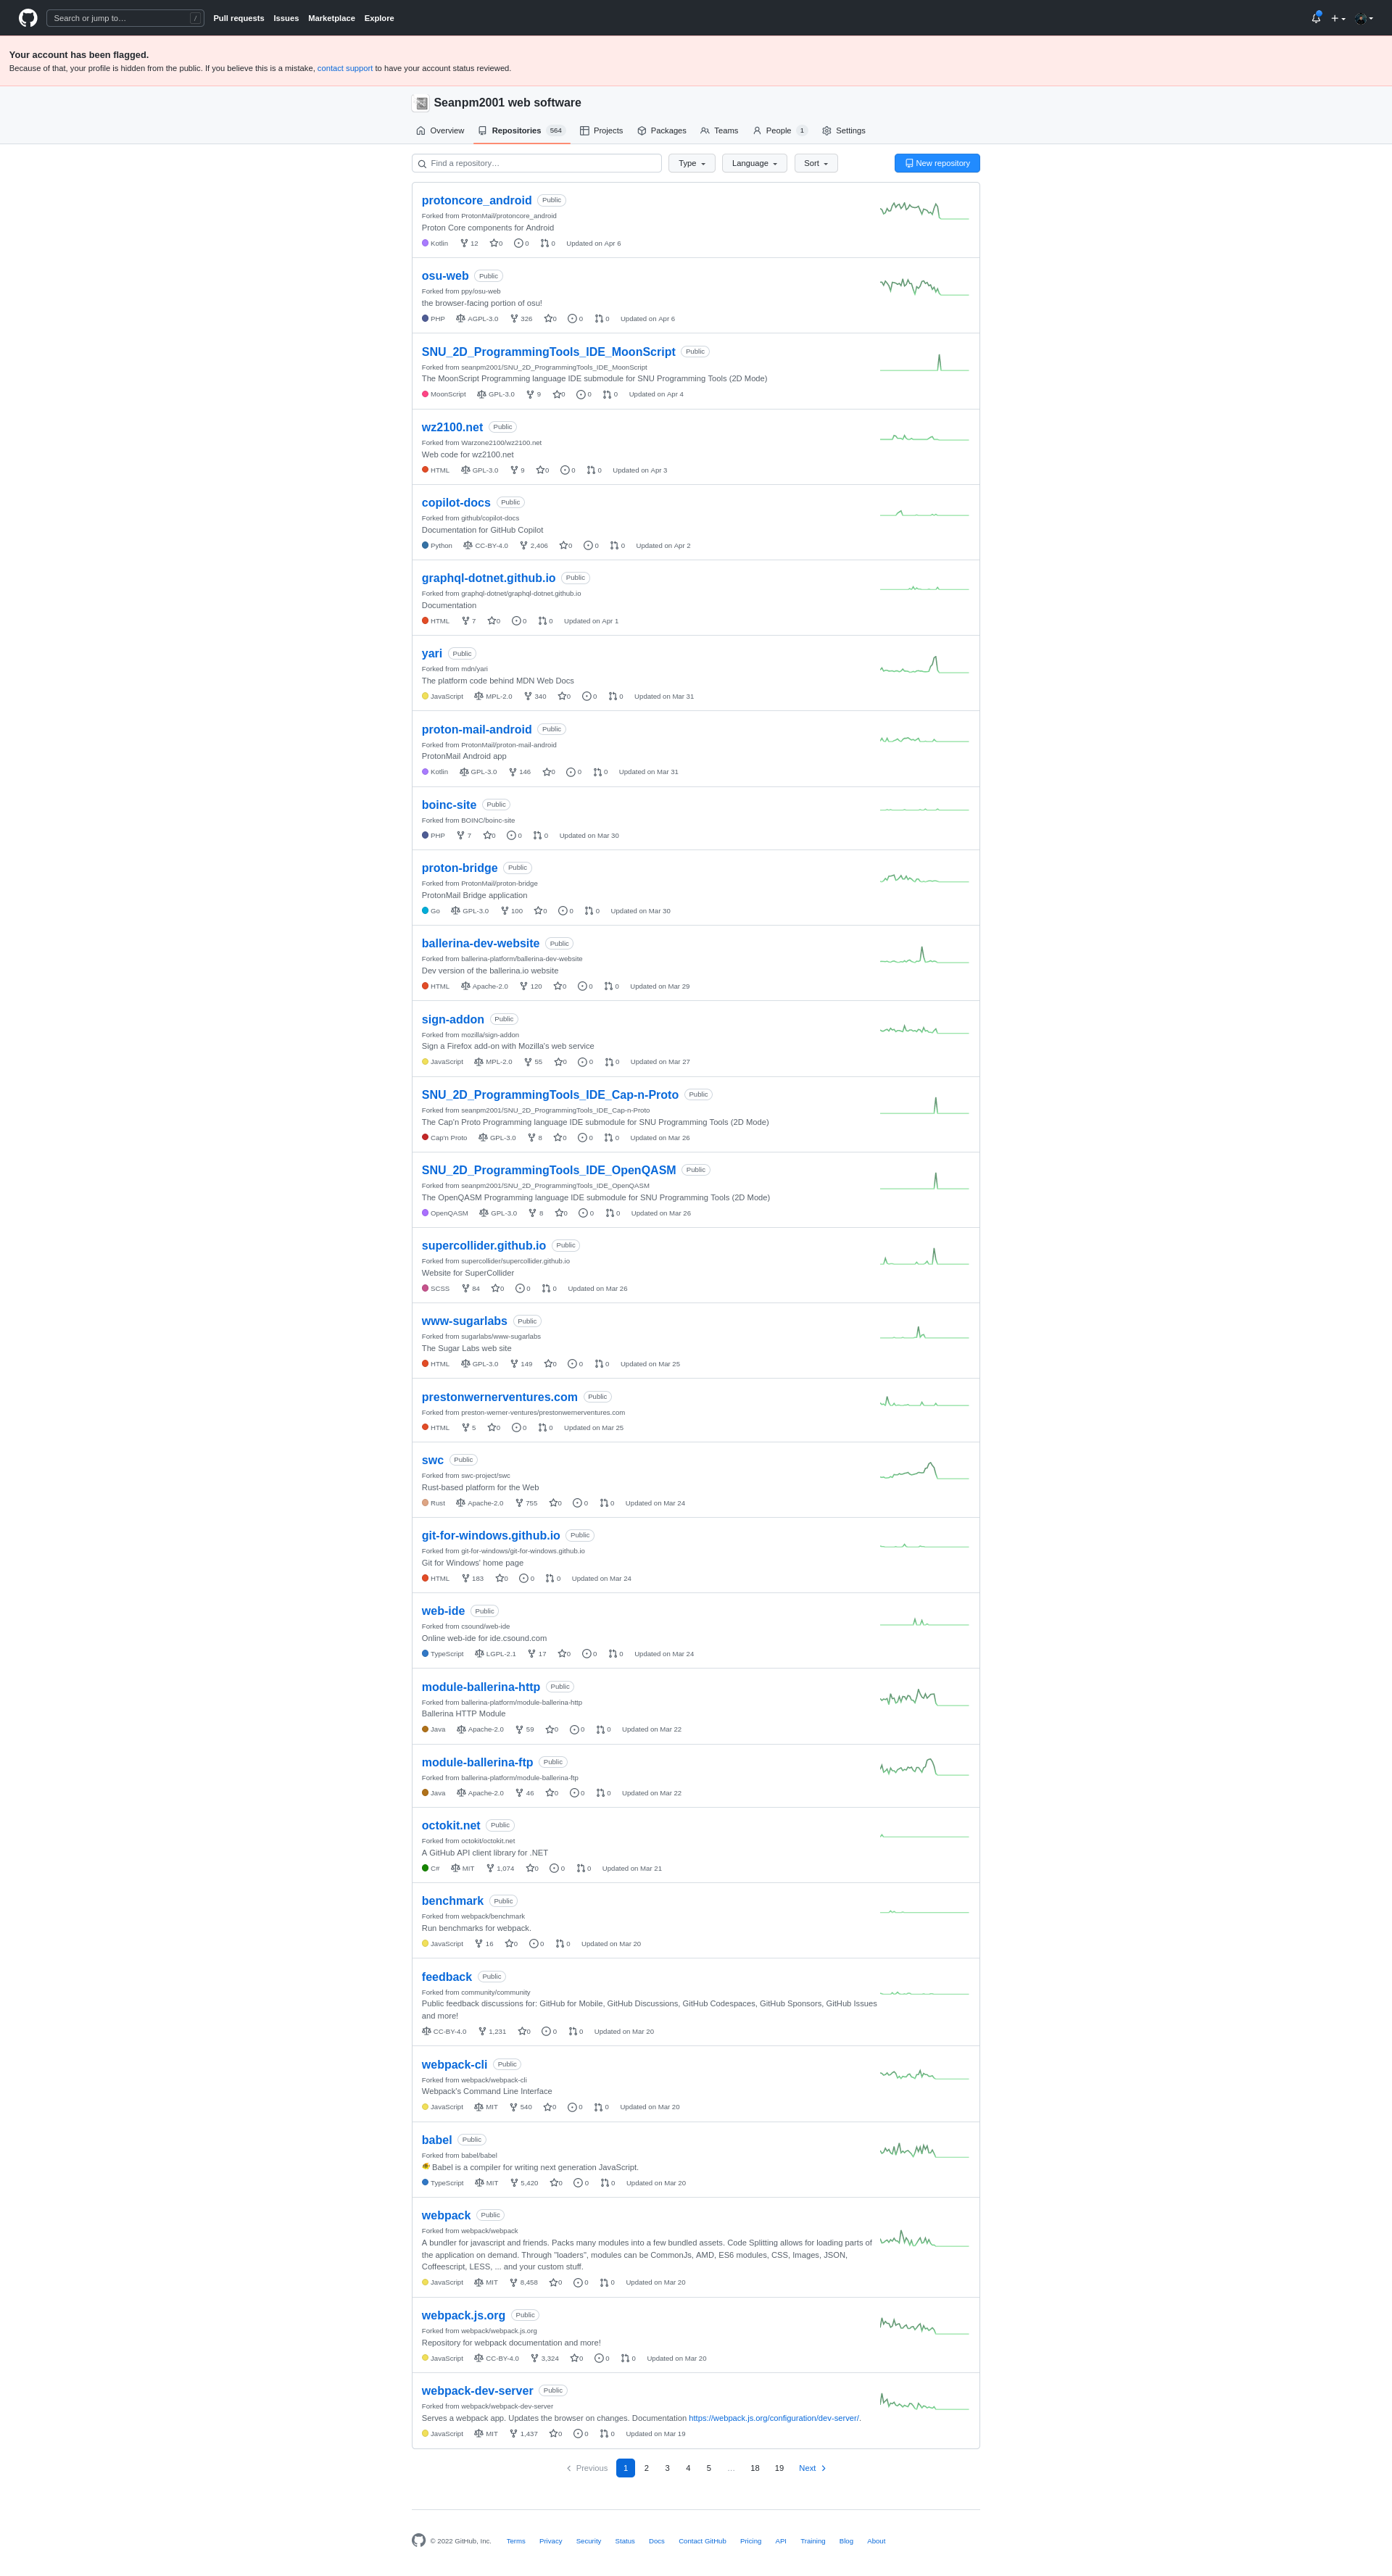 Search or jump to… /
Pull requests Issues Marketplace Explore
Your account has been flagged.
Because of that, your profile is hidden from the public. If you believe this is a mistake, contact support to have your account status reviewed.
Seanpm2001 web software
Overview Repositories 564 Projects Packages Teams People 1 Settings
Find a repository… Type Language Sort New repository
protoncore_android Public
Forked from ProtonMail/protoncore_android
Proton Core components for Android
Kotlin 12 0 0 0 Updated on Apr 6
osu-web Public
Forked from ppy/osu-web
the browser-facing portion of osu!
PHP AGPL-3.0 326 0 0 0 Updated on Apr 6
SNU_2D_ProgrammingTools_IDE_MoonScript Public
Forked from seanpm2001/SNU_2D_ProgrammingTools_IDE_MoonScript
The MoonScript Programming language IDE submodule for SNU Programming Tools (2D Mode)
MoonScript GPL-3.0 9 0 0 0 Updated on Apr 4
wz2100.net Public
Forked from Warzone2100/wz2100.net
Web code for wz2100.net
HTML GPL-3.0 9 0 0 0 Updated on Apr 3
copilot-docs Public
Forked from github/copilot-docs
Documentation for GitHub Copilot
Python CC-BY-4.0 2,406 0 0 0 Updated on Apr 2
graphql-dotnet.github.io Public
Forked from graphql-dotnet/graphql-dotnet.github.io
Documentation
HTML 7 0 0 0 Updated on Apr 1
yari Public
Forked from mdn/yari
The platform code behind MDN Web Docs
JavaScript MPL-2.0 340 0 0 0 Updated on Mar 31
proton-mail-android Public
Forked from ProtonMail/proton-mail-android
ProtonMail Android app
Kotlin GPL-3.0 146 0 0 0 Updated on Mar 31
boinc-site Public
Forked from BOINC/boinc-site
PHP 7 0 0 0 Updated on Mar 30
proton-bridge Public
Forked from ProtonMail/proton-bridge
ProtonMail Bridge application
Go GPL-3.0 100 0 0 0 Updated on Mar 30
ballerina-dev-website Public
Forked from ballerina-platform/ballerina-dev-website
Dev version of the ballerina.io website
HTML Apache-2.0 120 0 0 0 Updated on Mar 29
sign-addon Public
Forked from mozilla/sign-addon
Sign a Firefox add-on with Mozilla's web service
JavaScript MPL-2.0 55 0 0 0 Updated on Mar 27
SNU_2D_ProgrammingTools_IDE_Cap-n-Proto Public
Forked from seanpm2001/SNU_2D_ProgrammingTools_IDE_Cap-n-Proto
The Cap'n Proto Programming language IDE submodule for SNU Programming Tools (2D Mode)
Cap'n Proto GPL-3.0 8 0 0 0 Updated on Mar 26
SNU_2D_ProgrammingTools_IDE_OpenQASM Public
Forked from seanpm2001/SNU_2D_ProgrammingTools_IDE_OpenQASM
The OpenQASM Programming language IDE submodule for SNU Programming Tools (2D Mode)
OpenQASM GPL-3.0 8 0 0 0 Updated on Mar 26
supercollider.github.io Public
Forked from supercollider/supercollider.github.io
Website for SuperCollider
SCSS 84 0 0 0 Updated on Mar 26
www-sugarlabs Public
Forked from sugarlabs/www-sugarlabs
The Sugar Labs web site
HTML GPL-3.0 149 0 0 0 Updated on Mar 25
prestonwernerventures.com Public
Forked from preston-werner-ventures/prestonwernerventures.com
HTML 5 0 0 0 Updated on Mar 25
swc Public
Forked from swc-project/swc
Rust-based platform for the Web
Rust Apache-2.0 755 0 0 0 Updated on Mar 24
git-for-windows.github.io Public
Forked from git-for-windows/git-for-windows.github.io
Git for Windows' home page
HTML 183 0 0 0 Updated on Mar 24
web-ide Public
Forked from csound/web-ide
Online web-ide for ide.csound.com
TypeScript LGPL-2.1 17 0 0 0 Updated on Mar 24
module-ballerina-http Public
Forked from ballerina-platform/module-ballerina-http
Ballerina HTTP Module
Java Apache-2.0 59 0 0 0 Updated on Mar 22
module-ballerina-ftp Public
Forked from ballerina-platform/module-ballerina-ftp
Java Apache-2.0 46 0 0 0 Updated on Mar 22
octokit.net Public
Forked from octokit/octokit.net
A GitHub API client library for .NET
C# MIT 1,074 0 0 0 Updated on Mar 21
benchmark Public
Forked from webpack/benchmark
Run benchmarks for webpack.
JavaScript 16 0 0 0 Updated on Mar 20
feedback Public
Forked from community/community
Public feedback discussions for: GitHub for Mobile, GitHub Discussions, GitHub Codespaces, GitHub Sponsors, GitHub Issues
and more!
CC-BY-4.0 1,231 0 0 0 Updated on Mar 20
webpack-cli Public
Forked from webpack/webpack-cli
Webpack's Command Line Interface
JavaScript MIT 540 0 0 0 Updated on Mar 20
babel Public
Forked from babel/babel
🐠 Babel is a compiler for writing next generation JavaScript.
TypeScript MIT 5,420 0 0 0 Updated on Mar 20
webpack Public
Forked from webpack/webpack
A bundler for javascript and friends. Packs many modules into a few bundled assets. Code Splitting allows for loading parts of
the application on demand. Through "loaders", modules can be CommonJs, AMD, ES6 modules, CSS, Images, JSON,
Coffeescript, LESS, ... and your custom stuff.
JavaScript MIT 8,458 0 0 0 Updated on Mar 20
webpack.js.org Public
Forked from webpack/webpack.js.org
Repository for webpack documentation and more!
JavaScript CC-BY-4.0 3,324 0 0 0 Updated on Mar 20
webpack-dev-server Public
Forked from webpack/webpack-dev-server
Serves a webpack app. Updates the browser on changes. Documentation https://webpack.js.org/configuration/dev-server/.
JavaScript MIT 1,437 0 0 0 Updated on Mar 19
Previous 1 2 3 4 5 … 18 19 Next
© 2022 GitHub, Inc. Terms Privacy Security Status Docs Contact GitHub Pricing API Training Blog About